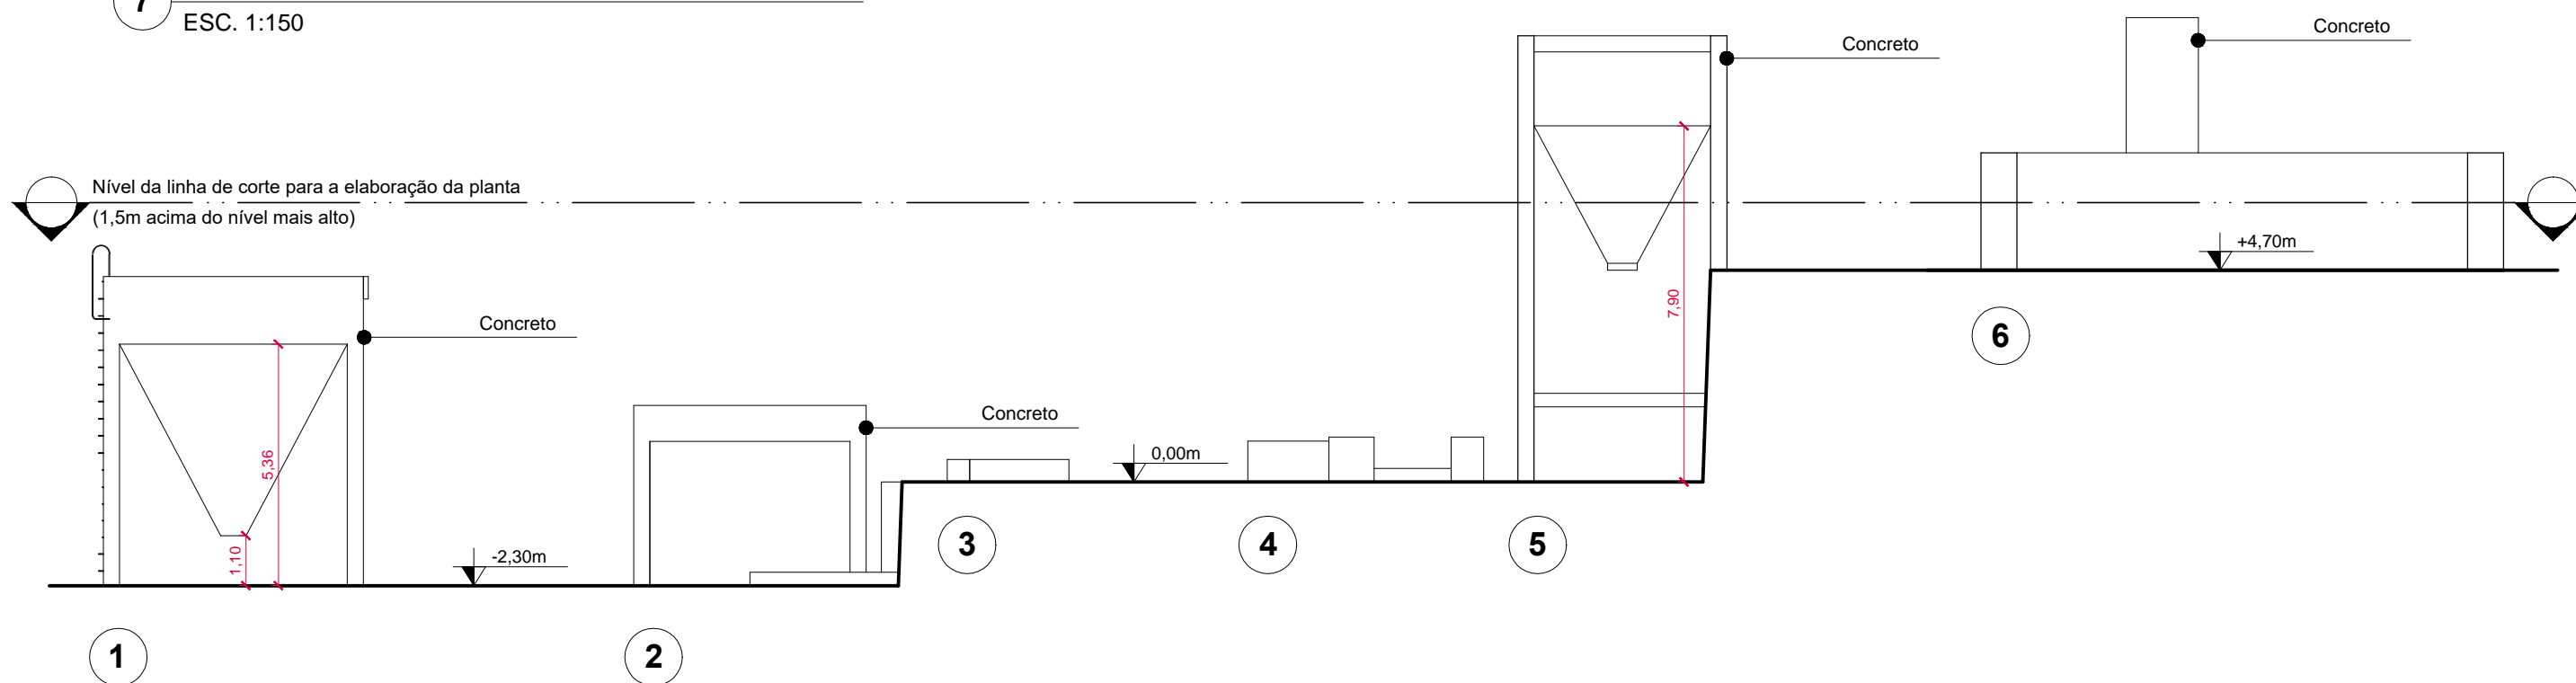 7
ESC. 1:150
Concreto
Concreto
Nível da linha de corte para a elaboração da planta
(1,5m acima do nível mais alto)
+4,70m
7,90
Concreto
6
Concreto
5,36
0,00m
1,10
-2,30m
3
4
5
1
2